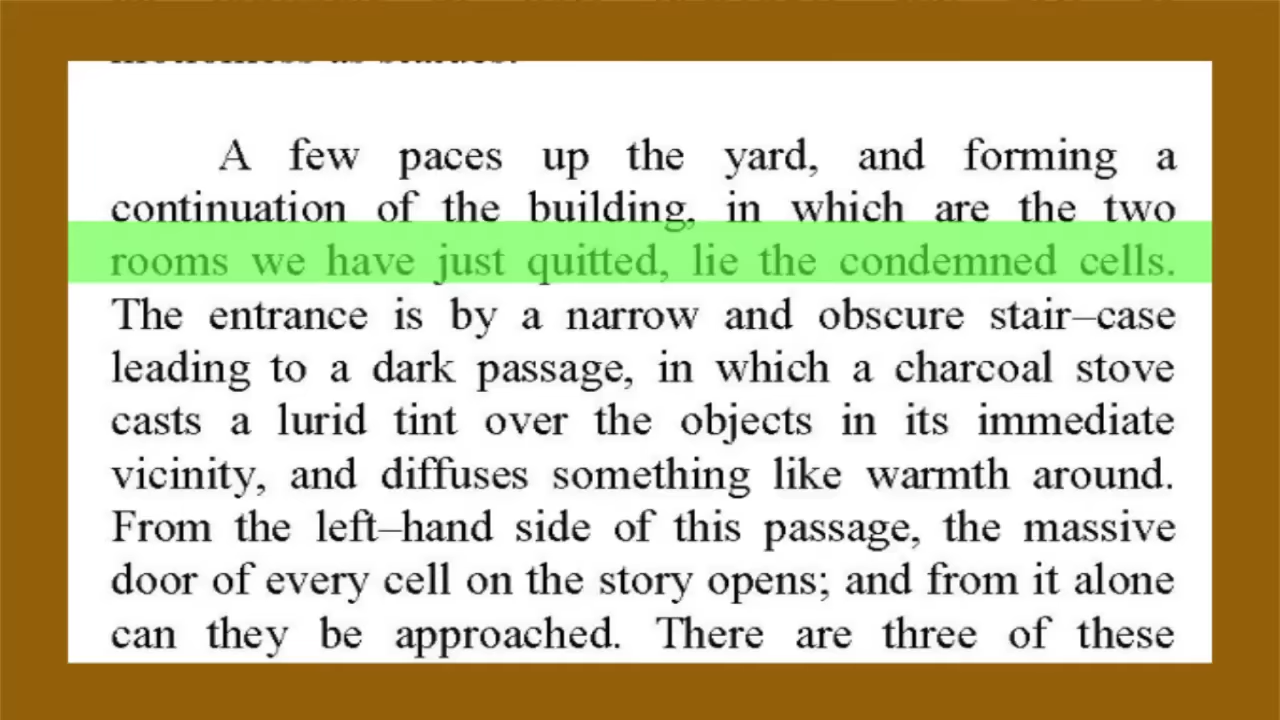 A few paces up the yard, and forming a
continuation of the building, in which are the two
rooms we have just quitted, lie the condemned cells.
The entrance is by a narrow and obscure stair–case
leading to a dark passage, in which a charcoal stove
casts a lurid tint over the objects in its immediate
vicinity, and diffuses something like warmth around.
From the left–hand side of this passage, the massive
door of every cell on the story opens; and from it alone
can they be approached. There are three of these